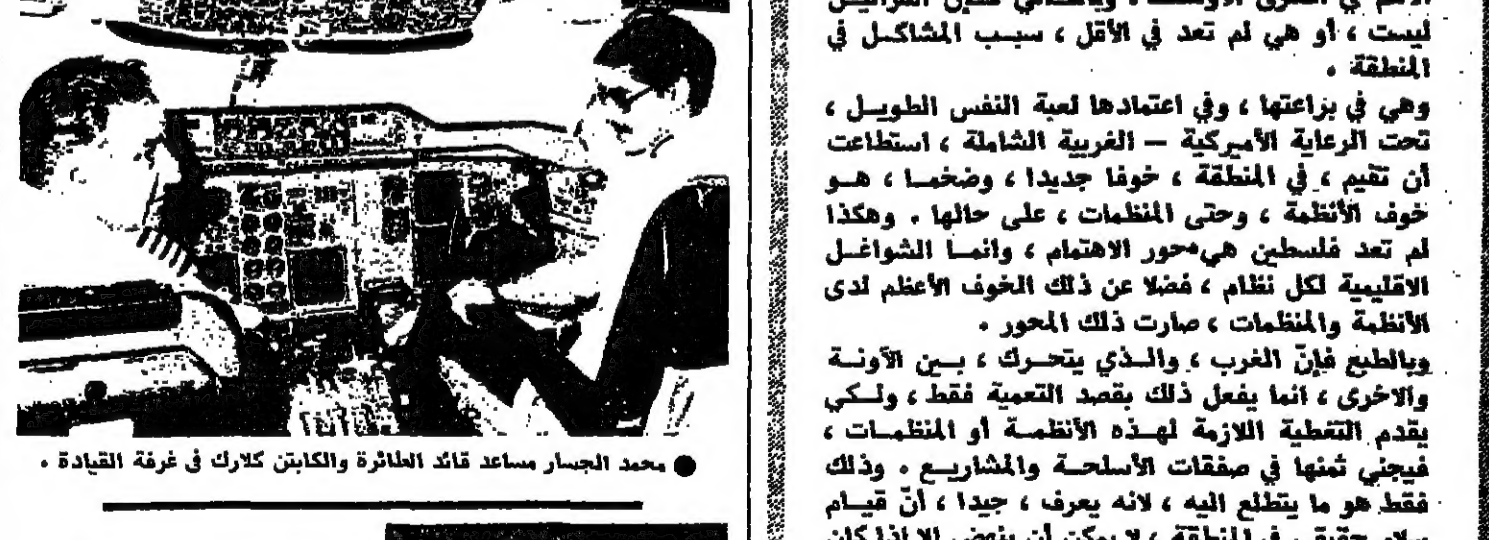 ليست ، أو هي لم تعد في الأقل ، سبب المشاكل في
المنطقة .
وهي في براعتها ، وفي اعتمادها لعبة النفس الطويل ،
تحت الرعاية الأميركية – الغربية الشاملة ، استطاعت
أن تقيم ، في المنطقة ، خوفا جديدا ، وضخما ، هو
خوف الأنظمة ، وحتى المنظمات ، على حالها . وهكذا
لم تعد فلسطين هي محور الاهتمام ، وانما الشواغل
الاقليمية لكل نظام ، فضلا عن ذلك الخوف الأعظم لدى
الأنظمة والمنظمات ، صارت ذلك المحور .
وبالطبع فإنّ الغرب ، والذي يتحرك ، بين الآونة
والاخرى ، انما يفعل ذلك بقصد التعمية فقط ، ولكي
يقدم التغطية اللازمة لهذه الأنظمة أو المنظمات ،
فيجني ثمنها في صفقات الأسلحة والمشاريع . وذلك
فقط هو ما يتطلع اليه ، لانه يعرف ، جيدا ، أنّ قيام
● محمد الجسار مساعد قائد الطائرة والكابتن كلارك في غرفة القيادة .